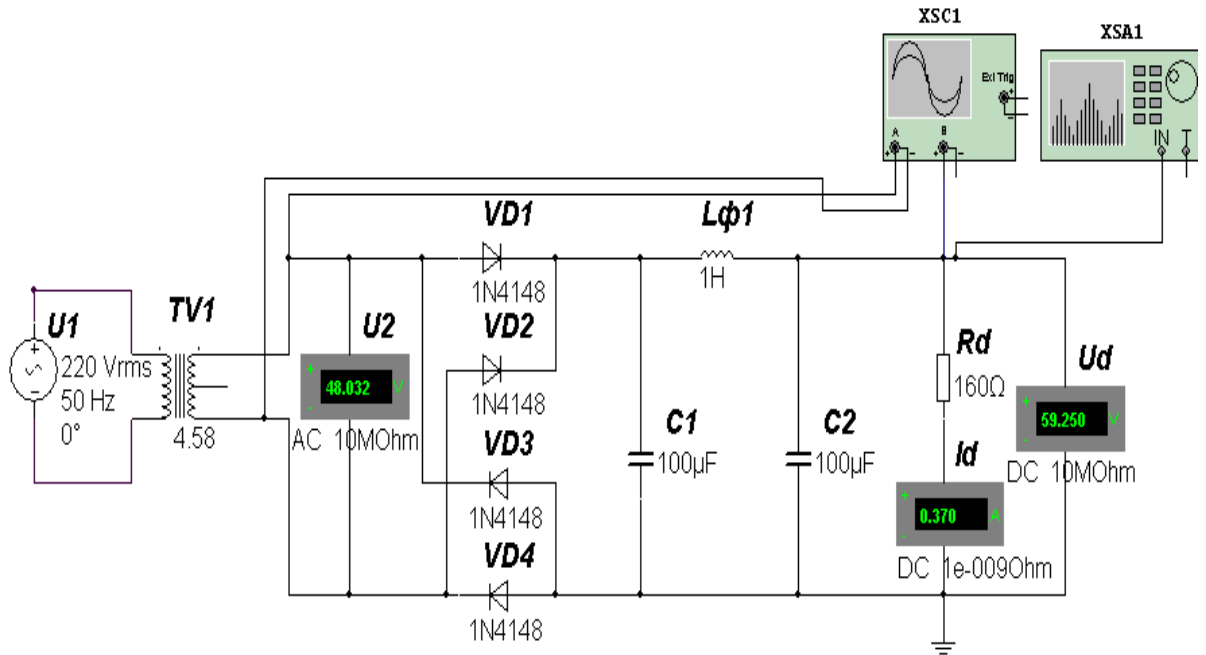 XSC1
XSA1
Ext Trig
+
-
A
B
+ -
+ -
IN T
VD1
1N4148
Lф1
1H
VD2
1N4148
TV1
4.58
U1
220 Vrms
50 Hz
0°
U2
+
-
48.032 V
AC 10MOhm
VD3
1N4148
VD4
1N4148
C1
100µF
C2
100µF
Rd
160Ω
Ud
+
-
59.250 V
DC 10MOhm
Id
+
-
0.370 A
DC 1e-009Ohm